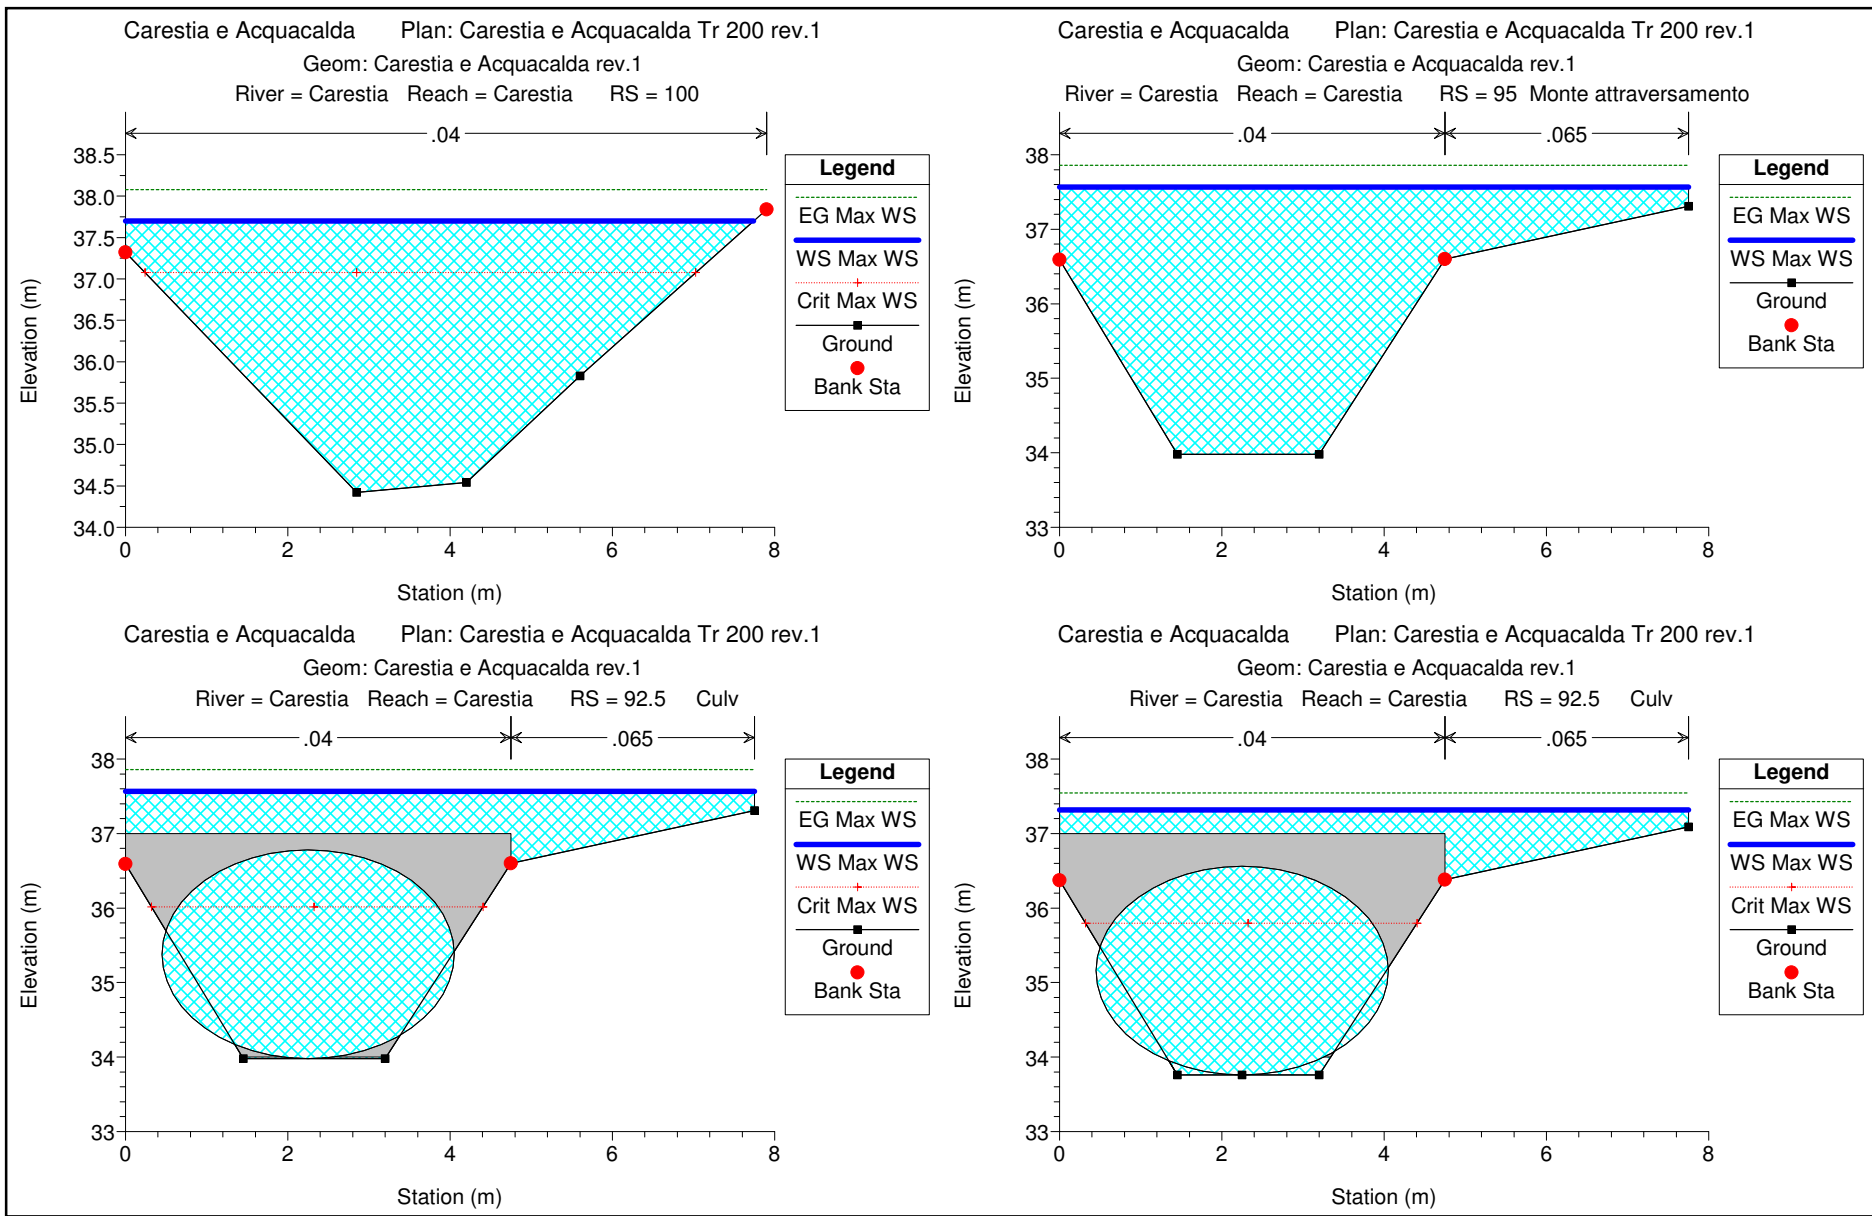 Carestia e Acquacalda Plan: Carestia e Acquacalda Tr 200 rev.1
Geom: Carestia e Acquacalda rev.1
River = Carestia Reach = Carestia RS = 100
.04
38.5
38.0
37.5
37.0
36.5
36.0
35.5
35.0
34.5
34.0
Elevation (m)
0 2 4 6 8
Station (m)
Legend
EG Max WS
WS Max WS
Crit Max WS
Ground
Bank Sta
Carestia e Acquacalda Plan: Carestia e Acquacalda Tr 200 rev.1
Geom: Carestia e Acquacalda rev.1
River = Carestia Reach = Carestia RS = 95 Monte attraversamento
.04 .065
38
37
36
35
34
33
Elevation (m)
0 2 4 6 8
Station (m)
Legend
EG Max WS
WS Max WS
Ground
Bank Sta
Carestia e Acquacalda Plan: Carestia e Acquacalda Tr 200 rev.1
Geom: Carestia e Acquacalda rev.1
River = Carestia Reach = Carestia RS = 92.5 Culv
.04 .065
38
37
36
35
34
33
Elevation (m)
0 2 4 6 8
Station (m)
Legend
EG Max WS
WS Max WS
Crit Max WS
Ground
Bank Sta
Carestia e Acquacalda Plan: Carestia e Acquacalda Tr 200 rev.1
Geom: Carestia e Acquacalda rev.1
River = Carestia Reach = Carestia RS = 92.5 Culv
.04 .065
38
37
36
35
34
33
Elevation (m)
0 2 4 6 8
Station (m)
Legend
EG Max WS
WS Max WS
Crit Max WS
Ground
Bank Sta